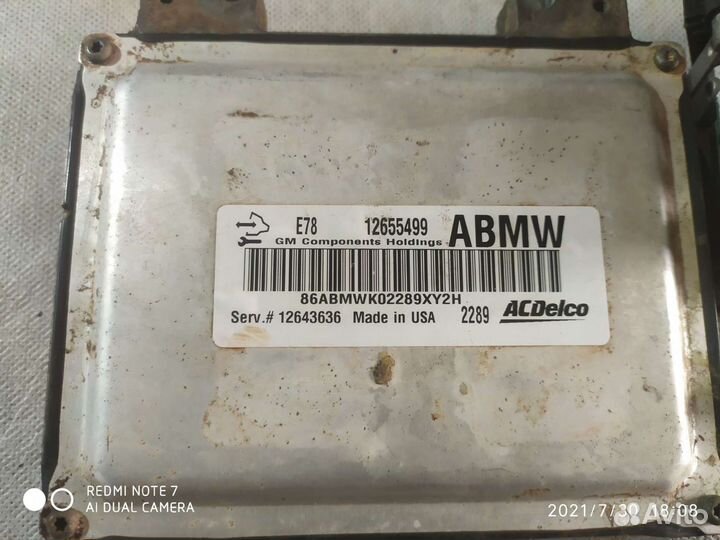 E78 12655499 ABMW
GM Components Holdings
86ABMWK02289XY2H
Serv.# 12643636 Made in USA 2289 ACDelco
REDMI NOTE 7
AI DUAL CAMERA
2021/7/30 18:08
Avito